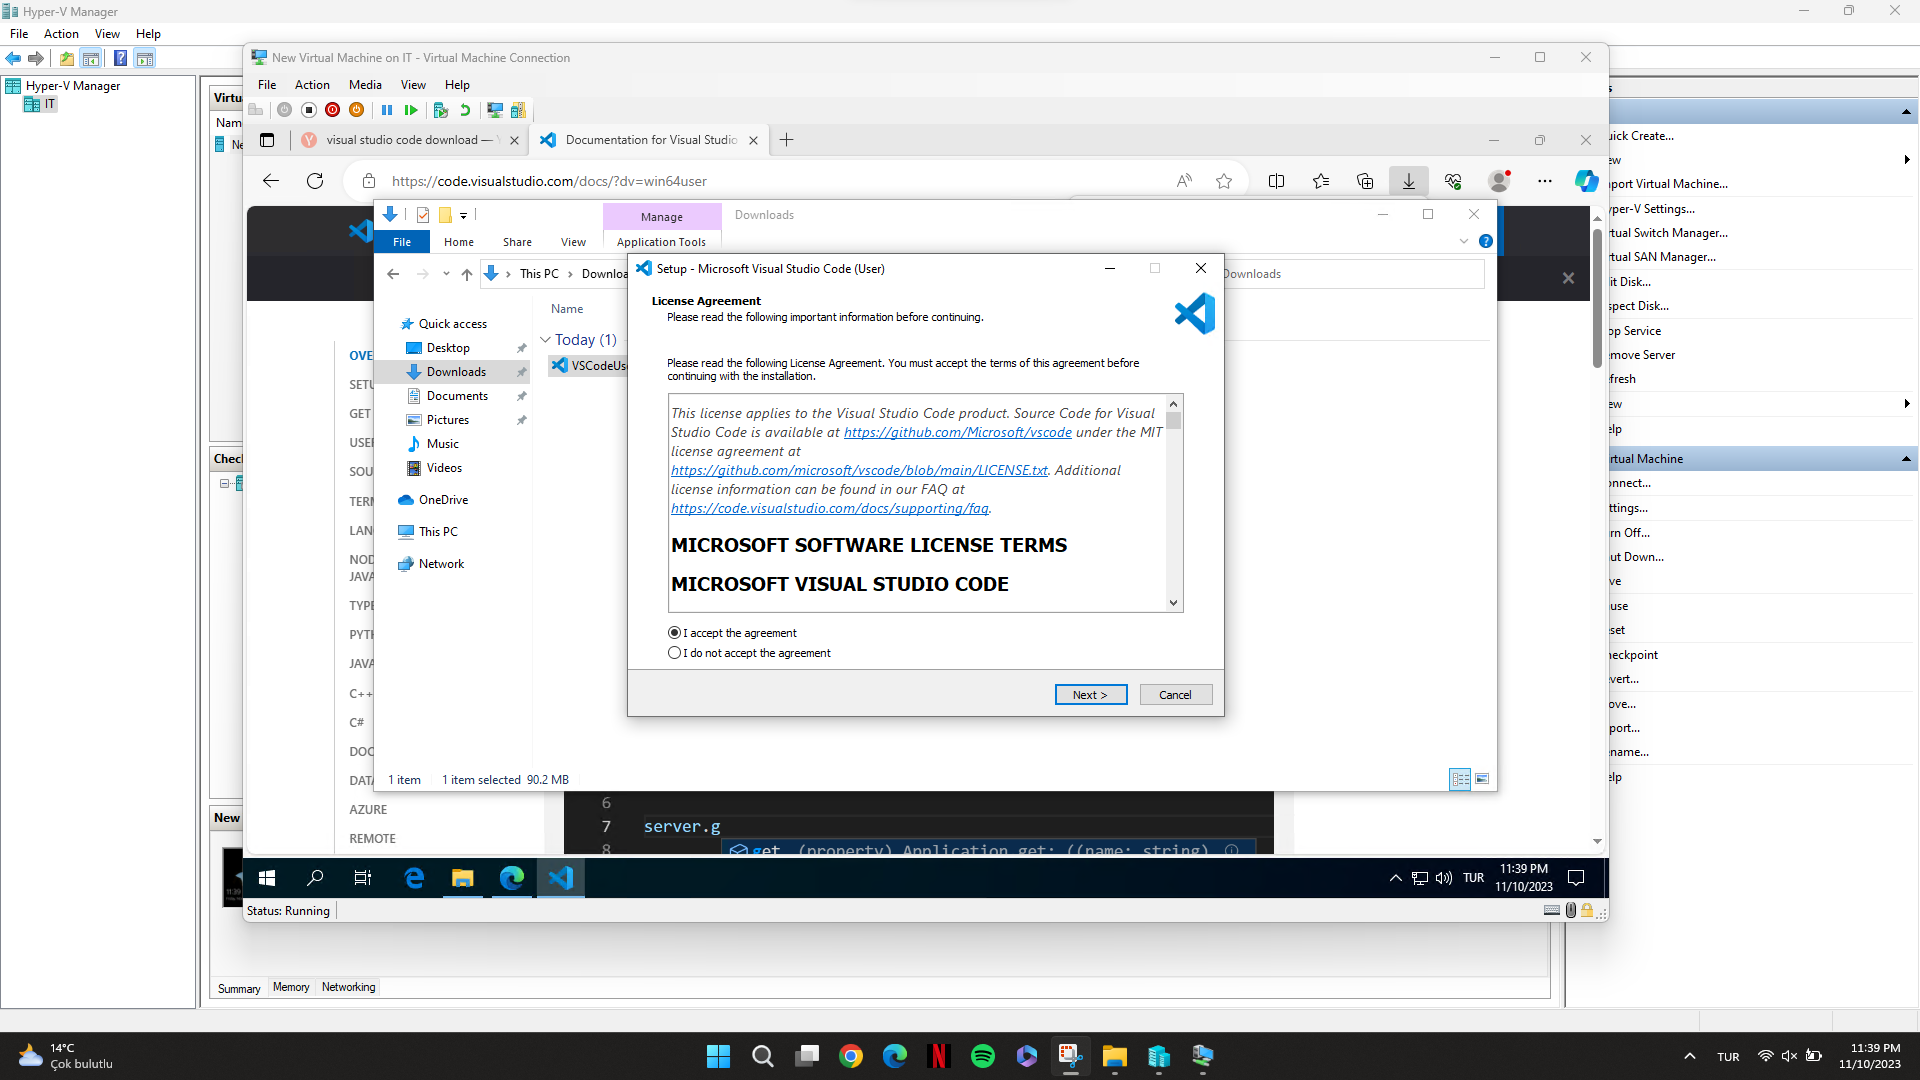 Hyper-V Manager
File Action View Help
Hyper-V Manager
IT
New Virtual Machine on IT - Virtual Machine Connection
File Action Media View Help
visual studio code download —
Documentation for Visual Studio
https://code.visualstudio.com/docs/?dv=win64user
Manage
Downloads
File Home Share View Application Tools
This PC
Downloa
Downloads
Name
Today (1)
VSCodeUse
Quick access
Desktop
Downloads
Documents
Pictures
Music
Videos
OneDrive
This PC
Network
1 item 1 item selected 90.2 MB
Setup - Microsoft Visual Studio Code (User)
License Agreement
Please read the following important information before continuing.
Please read the following License Agreement. You must accept the terms of this agreement before
continuing with the installation.
This license applies to the Visual Studio Code product. Source Code for Visual
Studio Code is available at https://github.com/Microsoft/vscode under the MIT
license agreement at
https://github.com/microsoft/vscode/blob/main/LICENSE.txt. Additional
license information can be found in our FAQ at
https://code.visualstudio.com/docs/supporting/faq.
MICROSOFT SOFTWARE LICENSE TERMS
MICROSOFT VISUAL STUDIO CODE
I accept the agreement
I do not accept the agreement
Next >
Cancel
OVE
SETU
GET
USER
SOU
TERM
LANG
NOD
JAVA
TYPE
PYTH
JAVA
C++
C#
DOC
DATA
AZURE
REMOTE
6
7 server.g
8
get (property) Application.get: ((name: string)
TUR
11:39 PM
11/10/2023
Status: Running
Virtu
Nam
Ne
Chec
New
Summary Memory Networking
s
uick Create...
ew
port Virtual Machine...
yper-V Settings...
rtual Switch Manager...
rtual SAN Manager...
it Disk...
spect Disk...
op Service
emove Server
efresh
ew
elp
rtual Machine
onnect...
ttings...
rn Off...
ut Down...
ve
use
set
heckpoint
vert...
ove...
port...
ename...
elp
14°C
Çok bulutlu
TUR
11:39 PM
11/10/2023